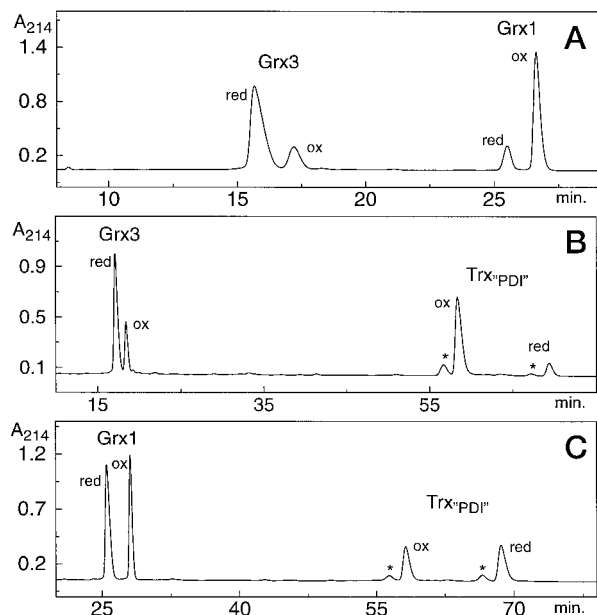 A₂₁₄
Grx1
A
1.4
Grx3
ox
0.8
red
ox
red
0.2
10 15 20 25 min.
A₂₁₄
B
Grx3
0.9
red
Trx"PDI"
ox
0.5
ox
red
0.1
*
*
15 35 55 min.
A₂₁₄
C
Grx1
1.2
red
ox
Trx"PDI"
0.7
ox
red
0.2
*
*
25 40 55 70 min.